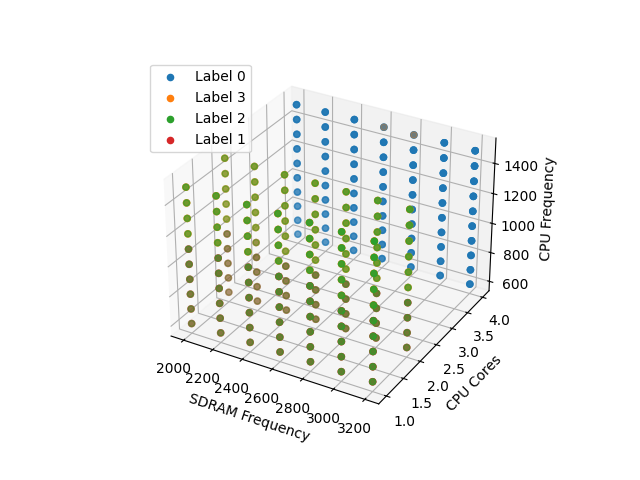 Label 0
Label 3
Label 2
Label 1
1400
1200
1000
800
600
CPU Frequency
4.0
3.5
3.0
2.5
2.0
1.5
1.0
CPU Cores
2000
2200
2400
2600
2800
3000
3200
SDRAM Frequency